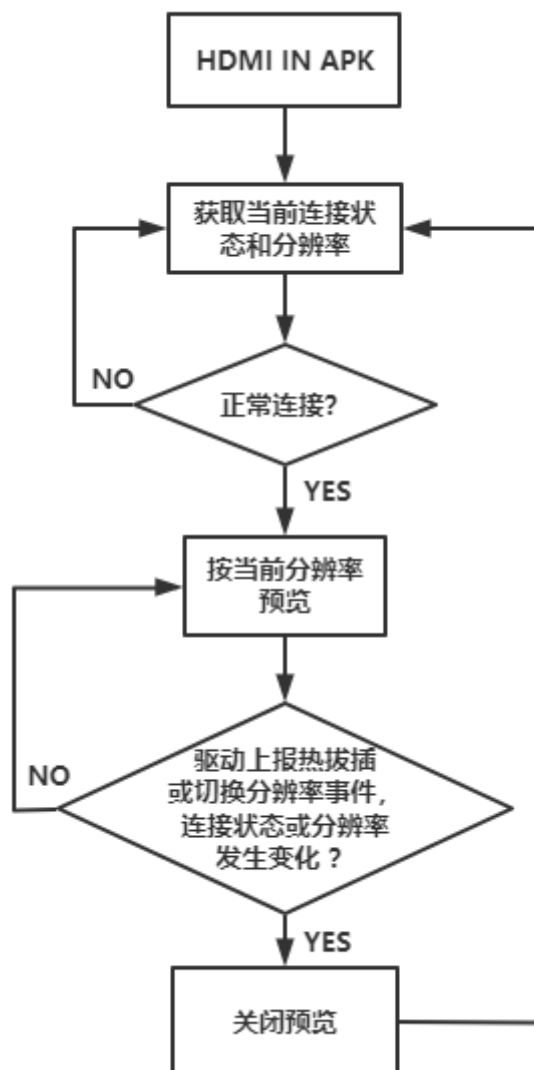 HDMI IN APK
获取当前连接状
态和分辨率
NO
正常连接?
YES
按当前分辨率
预览
NO
驱动上报热拔插
或切换分辨率事件,
连接状态或分辨率
发生变化？
YES
关闭预览